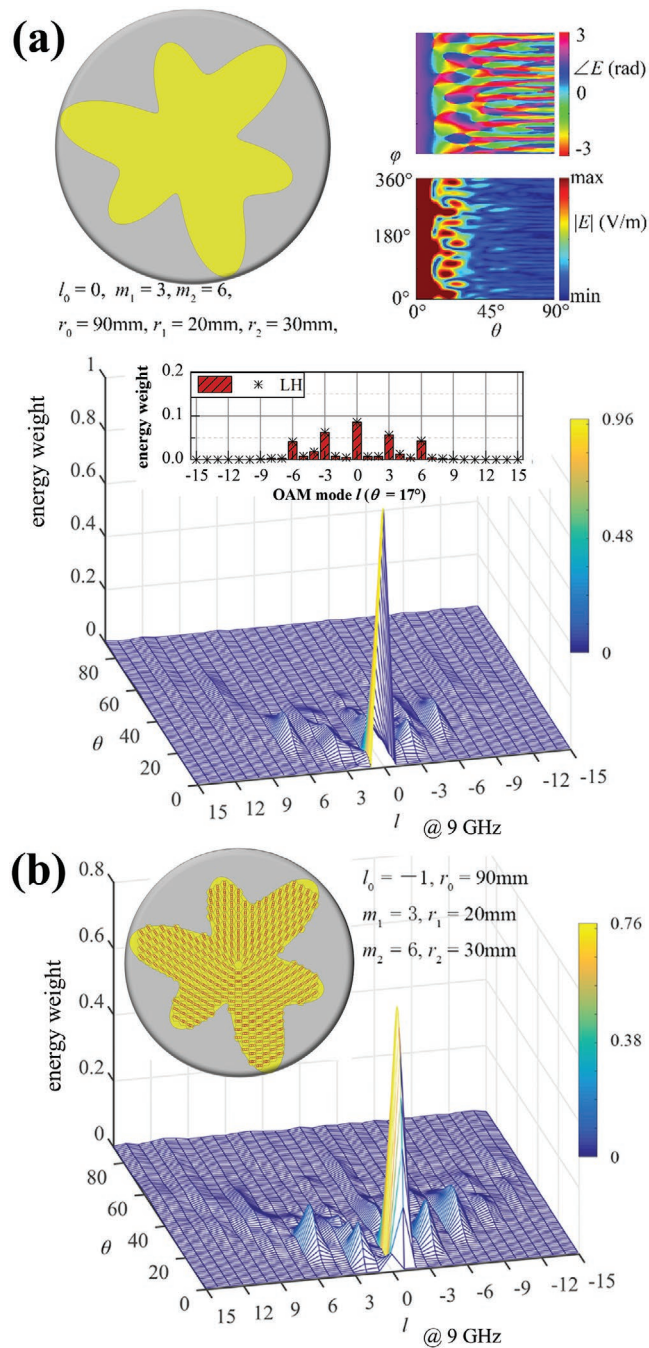 (a)
3
∠E (rad)
0
-3
φ
360°
180°
0°
max
|E| (V/m)
min
0° 45° 90°
θ
l₀ = 0, m₁ = 3, m₂ = 6,
r₀ = 90mm, r₁ = 20mm, r₂ = 30mm,
energy weight
1
0.8
0.6
0.4
0.2
0
energy weight
0.2
0.1
0.0
LH
-15 -12 -9 -6 -3 0 3 6 9 12 15
OAM mode l (θ = 17°)
0.96
0.48
0
80
60
40
20
0
θ
15 12 9 6 3 0 -3 -6 -9 -12 -15
l
@ 9 GHz
(b)
energy weight
0.8
0.6
0.4
0.2
0
l₀ = −1, r₀ = 90mm
m₁ = 3, r₁ = 20mm
m₂ = 6, r₂ = 30mm
0.76
0.38
0
80
60
40
20
0
θ
15 12 9 6 3 0 -3 -6 -9 -12 -15
l
@ 9 GHz